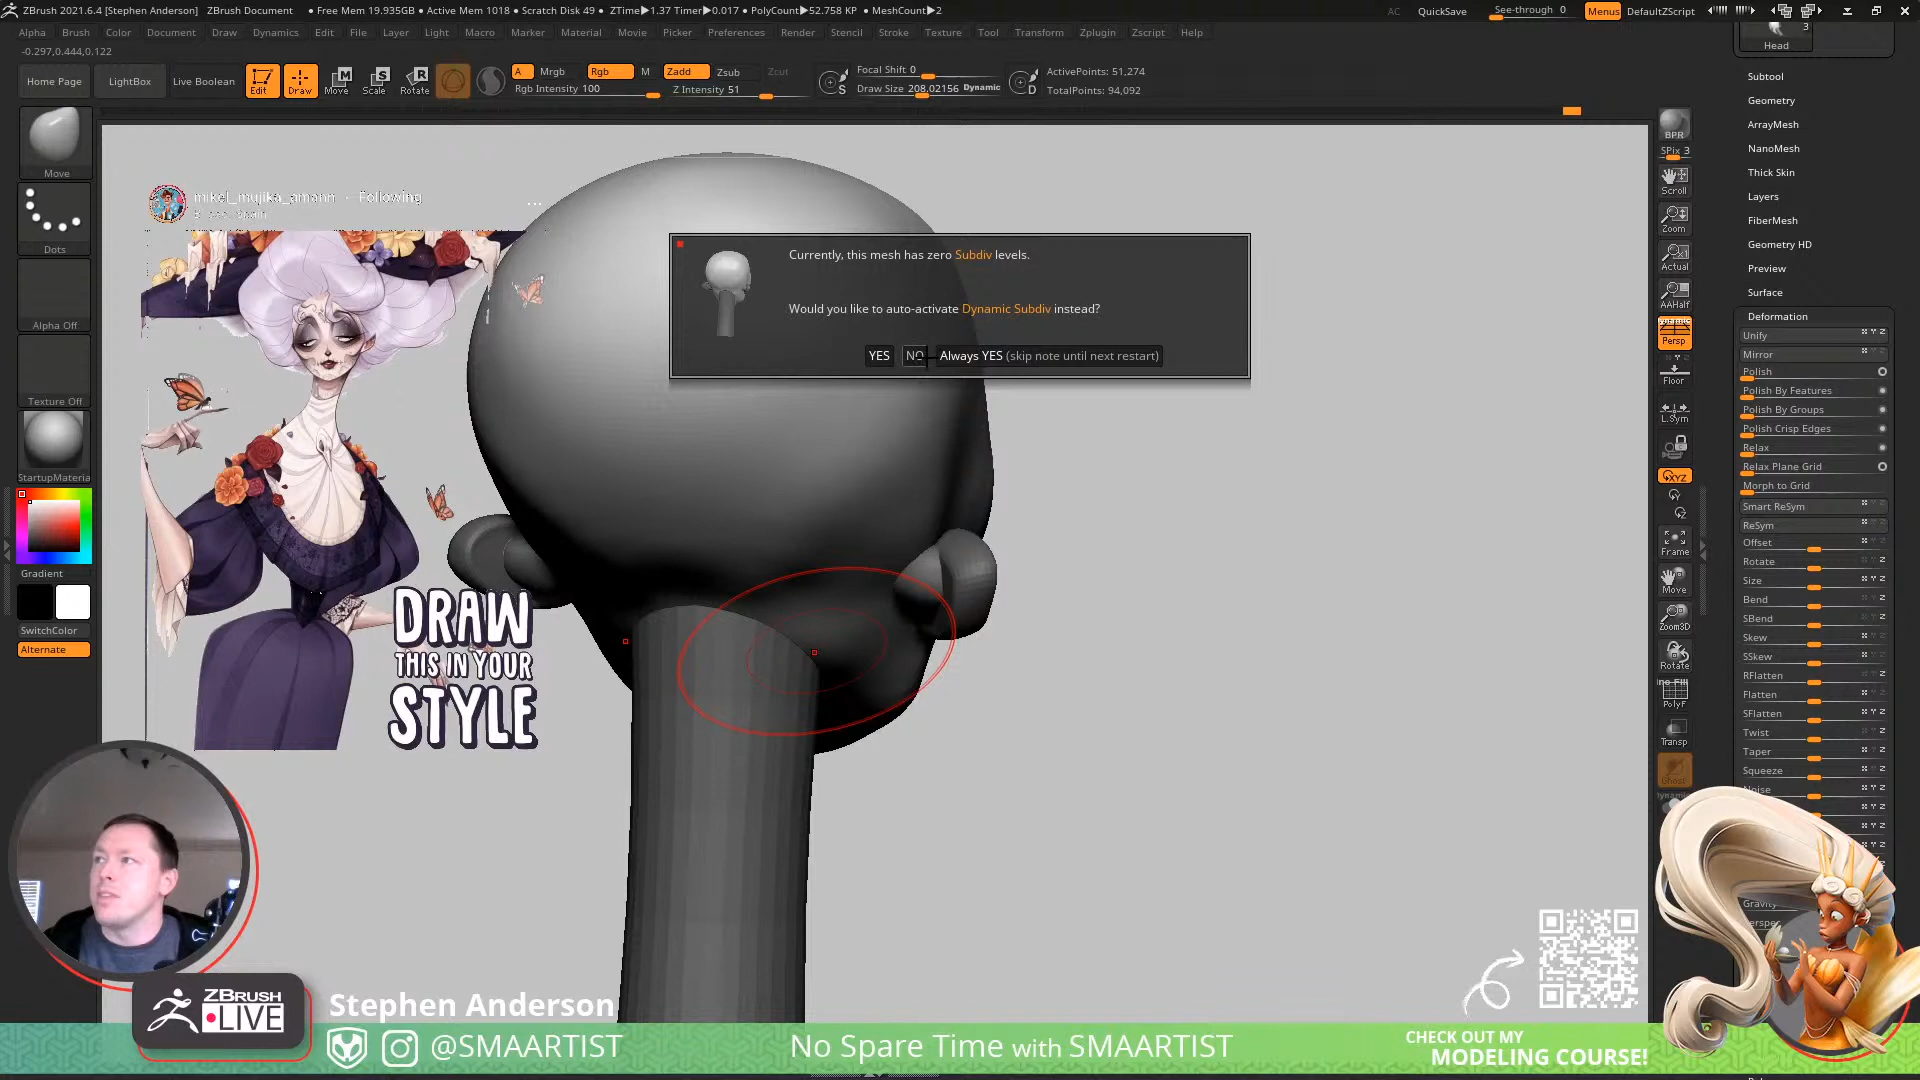 ZBrush 2021.6.4 [Stephen Anderson]
ZBrush Document
• Free Mem 19.935GB • Active Mem 1018 • Scratch Disk 49 • ZTime▶1.37 Timer▶0.017 • PolyCount▶52.758 KP • MeshCount▶2
AC
QuickSave
See-through 0
Menus
DefaultZScript
Alpha Brush Color Document Draw Dynamics Edit File Layer Light Macro Marker Material Movie Picker Preferences Render Stencil Stroke Texture Tool Transform Zplugin Zscript Help
-0.297,0.444,0.122
Home Page
LightBox
Live Boolean
Edit
Draw
Move
Scale
Rotate
A Mrgb
Rgb M
Rgb Intensity 100
Zadd Zsub Zcut
Z Intensity 51
Focal Shift 0
Draw Size 208.02156 Dynamic
S
D
ActivePoints: 51,274
TotalPoints: 94,092
Move
Dots
Alpha Off
Texture Off
StartupMateria
Gradient
SwitchColor
Alternate
mikel_mujika_amann · Following
...
DRAW
THIS IN YOUR
STYLE
Currently, this mesh has zero Subdiv levels.
Would you like to auto-activate Dynamic Subdiv instead?
YES
NO
Always YES (skip note until next restart)
BPR
SPix 3
Scroll
Zoom
Actual
AAHalf
Dynamic
Persp
Floor
L.Sym
XYZ
Frame
Move
Zoom3D
Rotate
PolyF
Transp
Ghost
Dynamic
3
Head
Subtool
Geometry
ArrayMesh
NanoMesh
Thick Skin
Layers
FiberMesh
Geometry HD
Preview
Surface
Deformation
Unify
Mirror
Polish
Polish By Features
Polish By Groups
Polish Crisp Edges
Relax
Relax Plane Grid
Morph to Grid
Smart ReSym
ReSym
Offset
Rotate
Size
Bend
SBend
Skew
SSkew
RFlatten
Flatten
SFlatten
Twist
Taper
Squeeze
Noise
Gravity
ZBRUSH
LIVE
Stephen Anderson
@SMAARTIST
No Spare Time with SMAARTIST
CHECK OUT MY
MODELING COURSE!